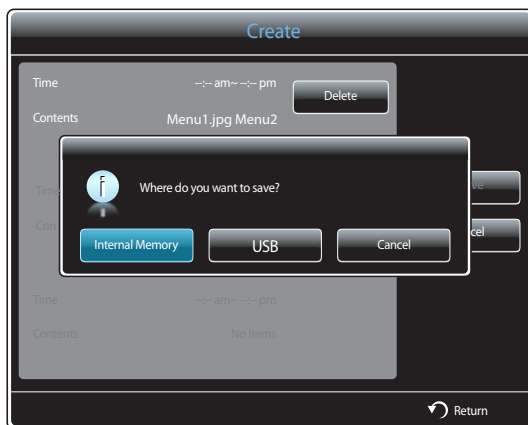 Create
Time --:-- am~ --:-- pm
Delete
Contents Menu1.jpg Menu2
Where do you want to save?
Internal Memory USB Cancel
Time --:-- am~ --:-- pm
Contents No Items
Return